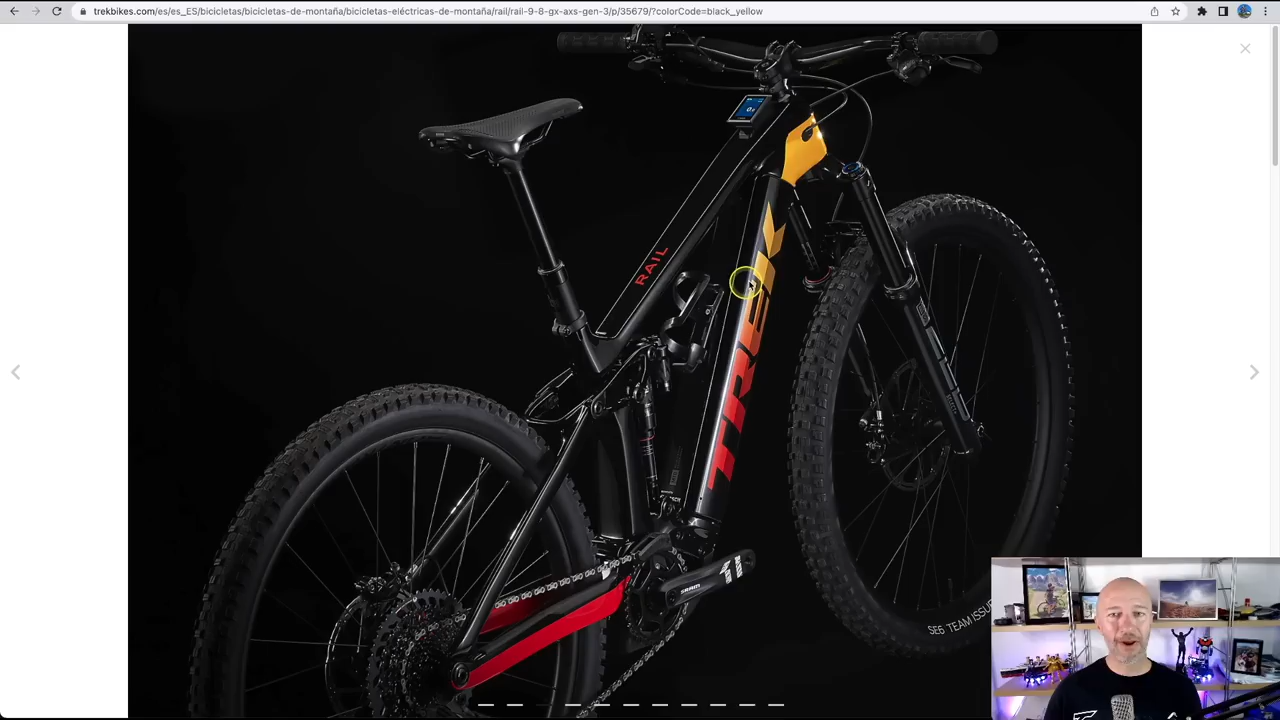 trekbikes.com/es/es_ES/bicicletas/bicicletas-de-montaña/bicicletas-eléctricas-de-montaña/rail/rail-9-8-gx-axs-gen-3/p/35679/?colorCode=black_yellow
RAIL
TREK
SRAM
SE6 TEAM ISSUE